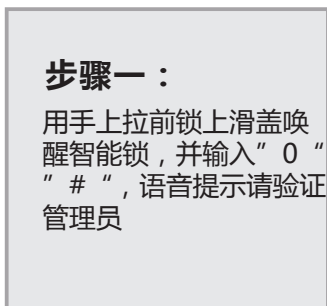 步骤一：
用手上拉前锁上滑盖唤
醒智能锁，并输入”0“
”#“，语音提示请验证
管理员